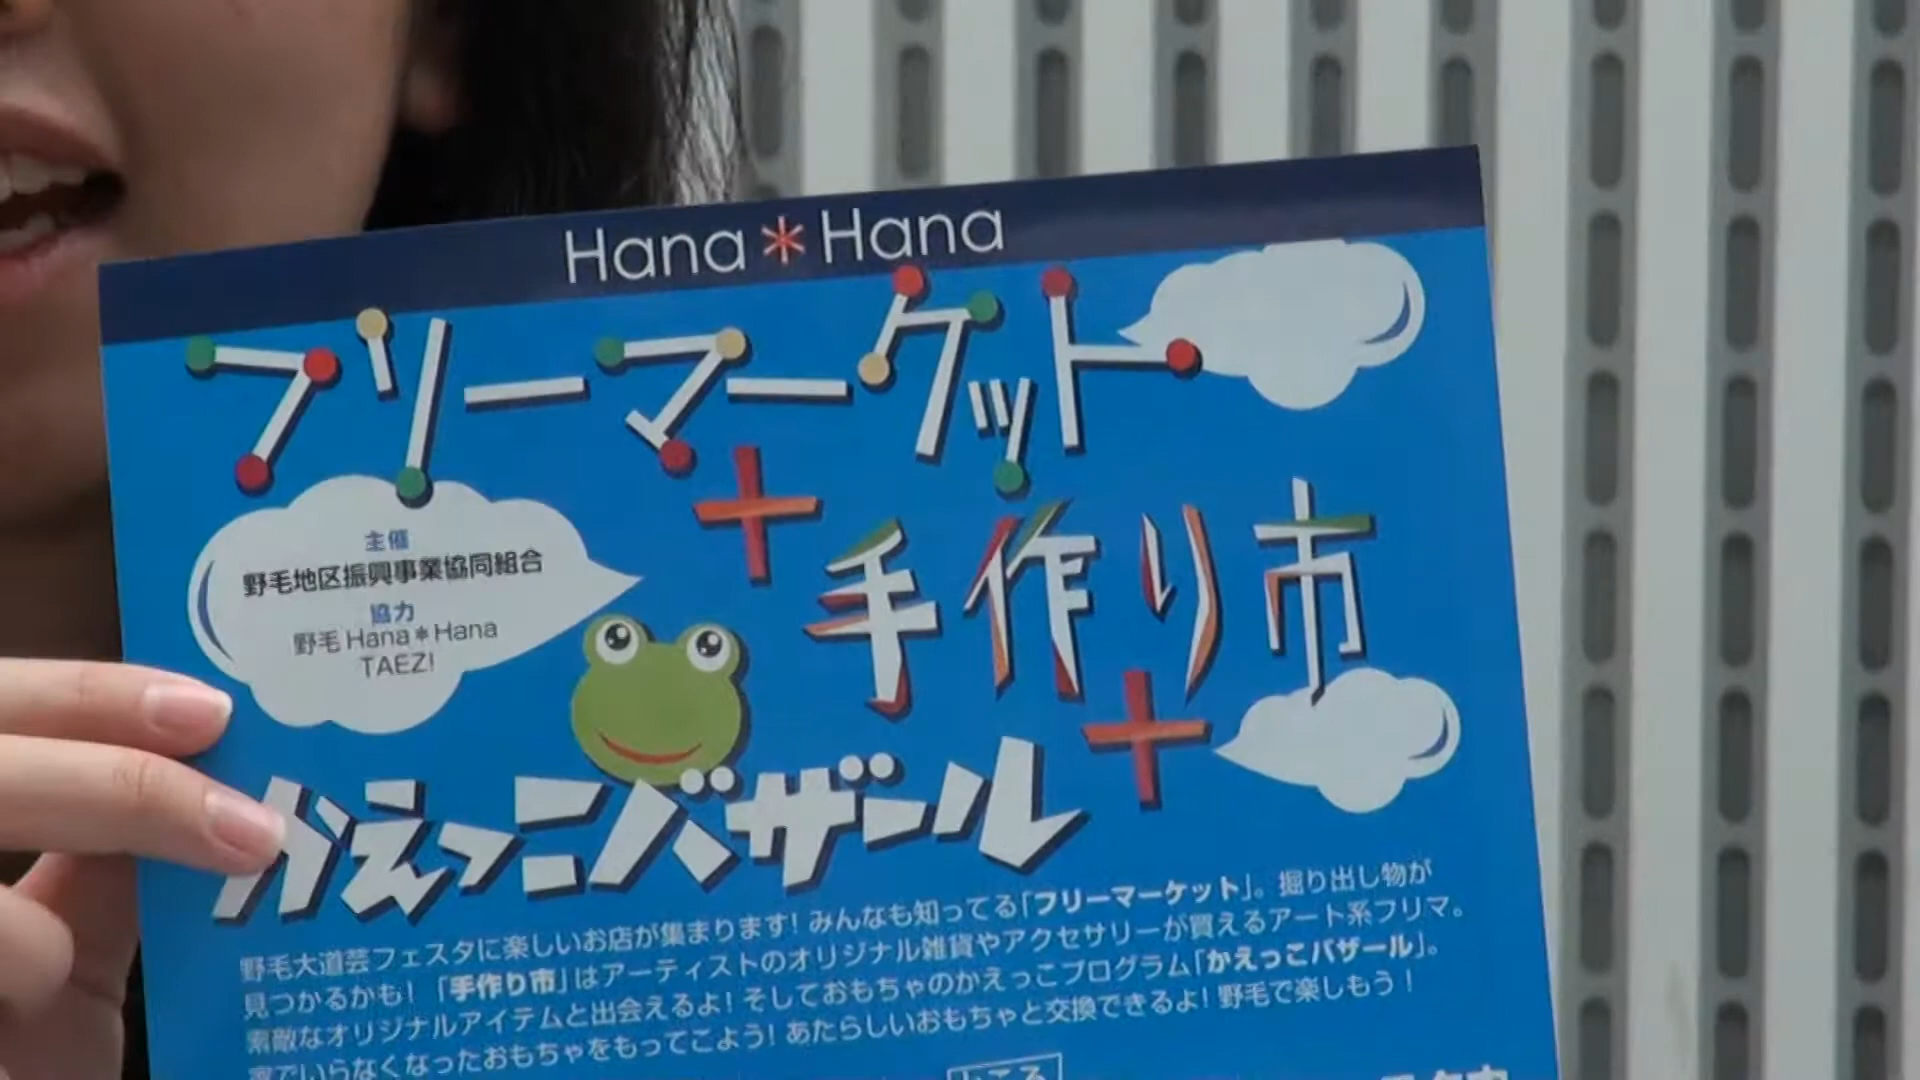 Hana*Hana
フリーマーケット
+
手作り市
主催
野毛地区振興事業協同組合
協力
野毛 Hana*Hana
TAEZ!
+
かえっこバザール
野毛大道芸フェスタに楽しいお店が集まります!みんなも知ってる「フリーマーケット」。掘り出し物が
見つかるかも!「手作り市」はアーティストのオリジナル雑貨やアクセサリーが買えるアート系フリマ。
素敵なオリジナルアイテムと出会えるよ!そしておもちゃのかえっこプログラム「かえっこバザール」。
家でいらなくなったおもちゃをもってこよう!あたらしいおもちゃと交換できるよ!野毛で楽しもう!